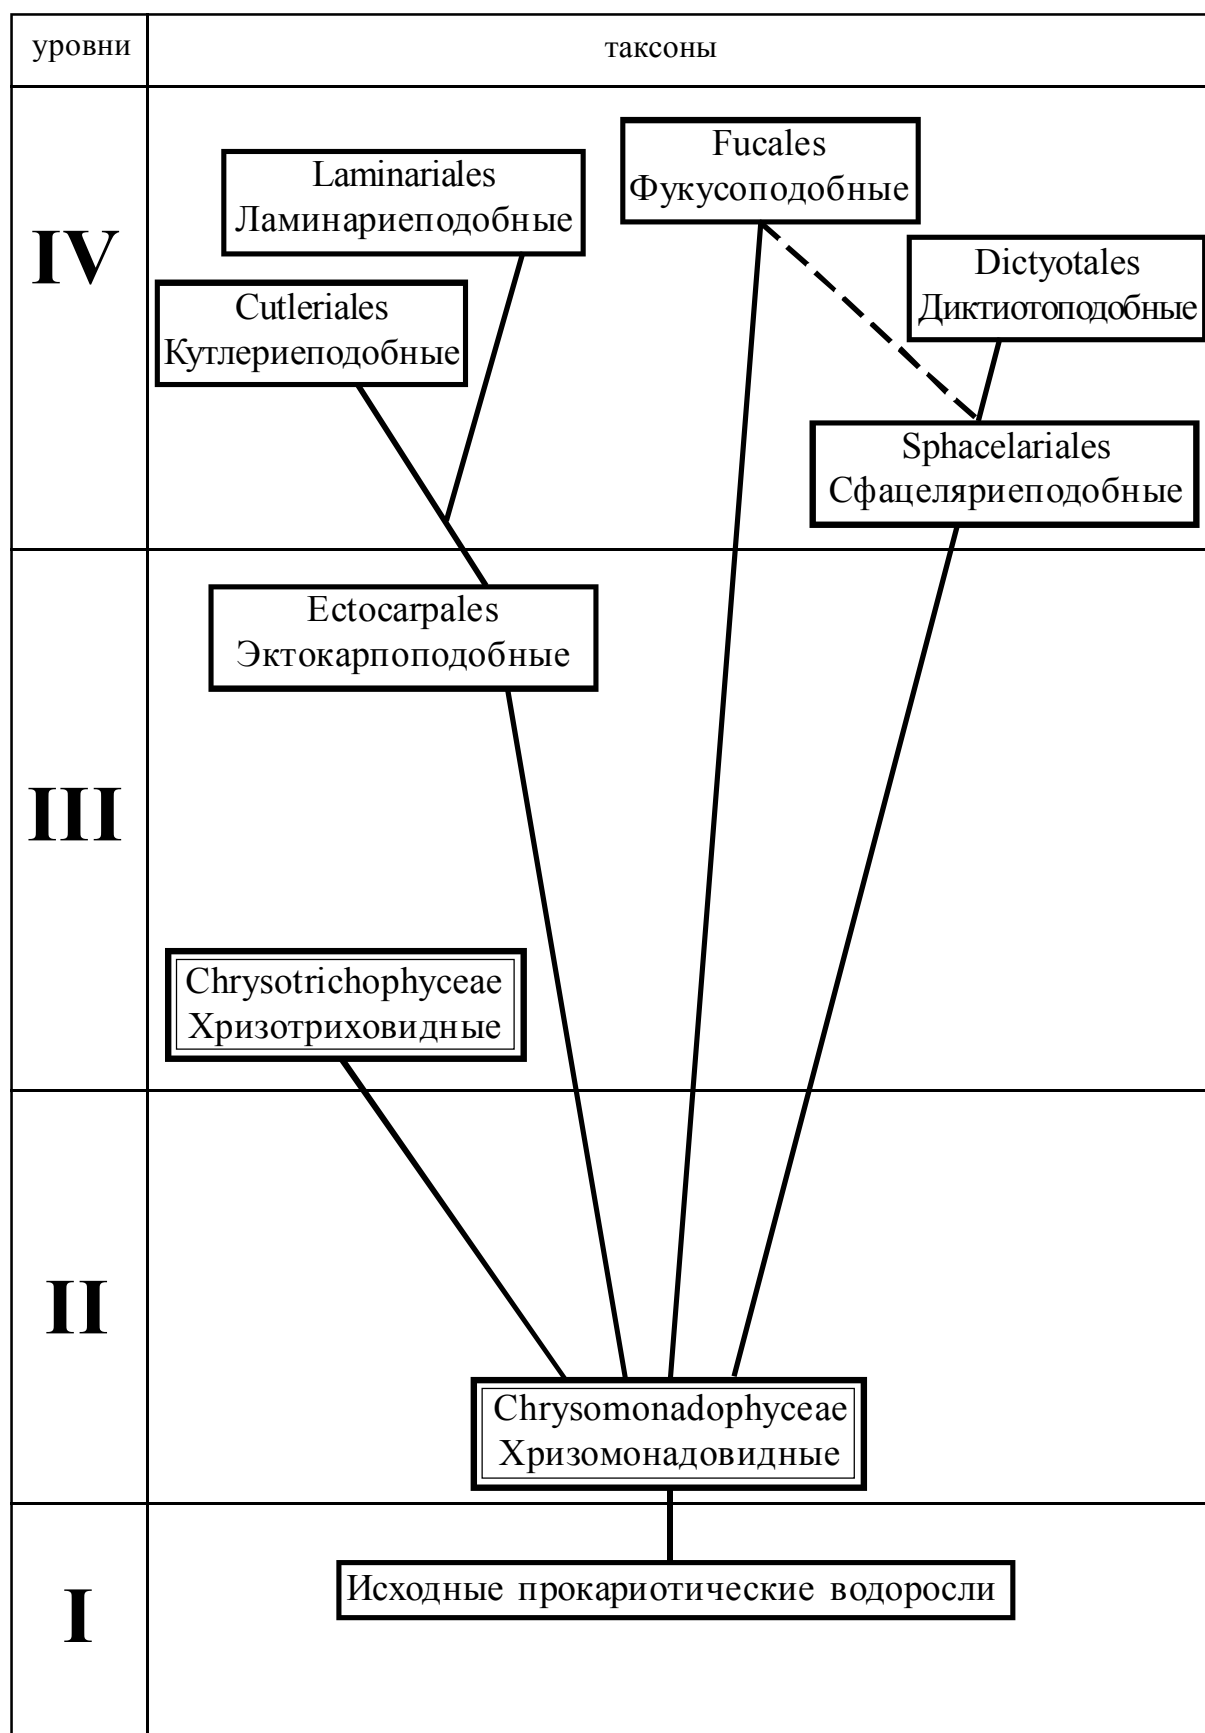 уровни
таксоны
IV
Laminariales
Ламинариеподобные
Cutleriales
Кутлериеподобные
Fucales
Фукусоподобные
Dictyotales
Диктиотоподобные
Sphacelariales
Сфацеляриеподобные
III
Ectocarpales
Эктокарпоподобные
Chrysotrichophyceae
Хризотриховидные
II
Chrysomonadophyceae
Хризомонадовидные
I
Исходные прокариотические водоросли